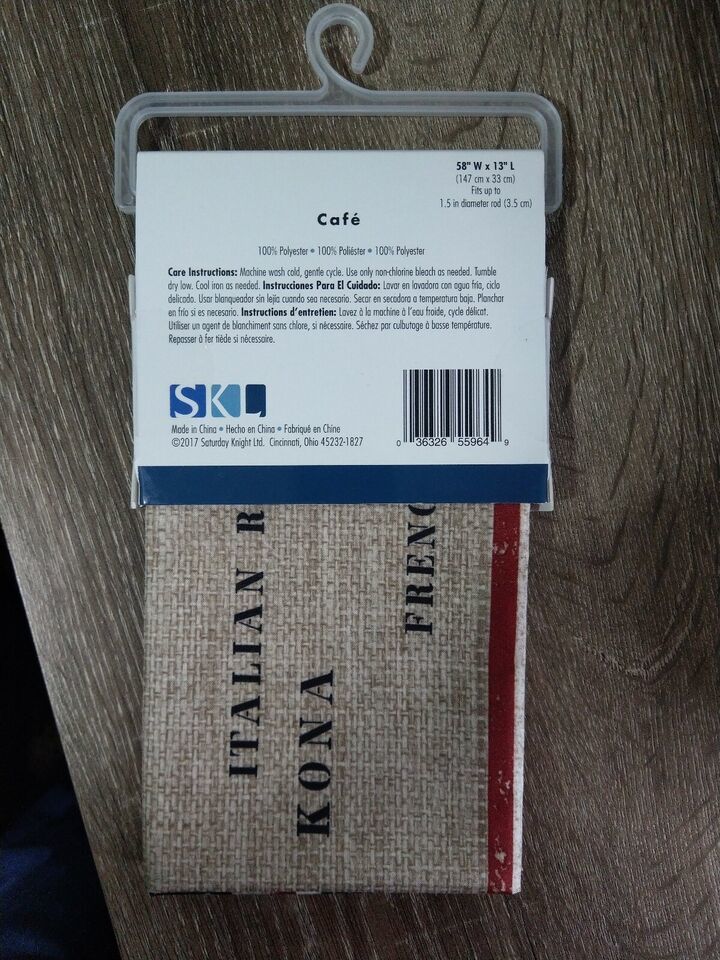 58" W x 13" L
(147 cm x 33 cm)
Fits up to
1.5 in diameter rod (3.5 cm)
Café
100% Polyester • 100% Poliéster • 100% Polyester
Care Instructions: Machine wash cold, gentle cycle. Use only non-chlorine bleach as needed. Tumble
dry low. Cool iron as needed. Instrucciones Para El Cuidado: Lavar en lavadora con agua fría, ciclo
delicado. Usar blanqueador sin lejía cuando sea necesario. Secar en secadora a temperatura baja. Planchar
en frío si es necesario. Instructions d'entretien: Lavez à la machine à l'eau froide, cycle délicat.
Utiliser un agent de blanchiment sans chlore, si nécessaire. Séchez par culbutage à basse température.
Repasser à fer tiède si nécessaire.
SKL
Made in China • Hecho en China • Fabriqué en Chine
©2017 Saturday Knight Ltd. Cincinnati, Ohio 45232-1827
0 36326 55964 9
ITALIAN R
KONA
FRENC